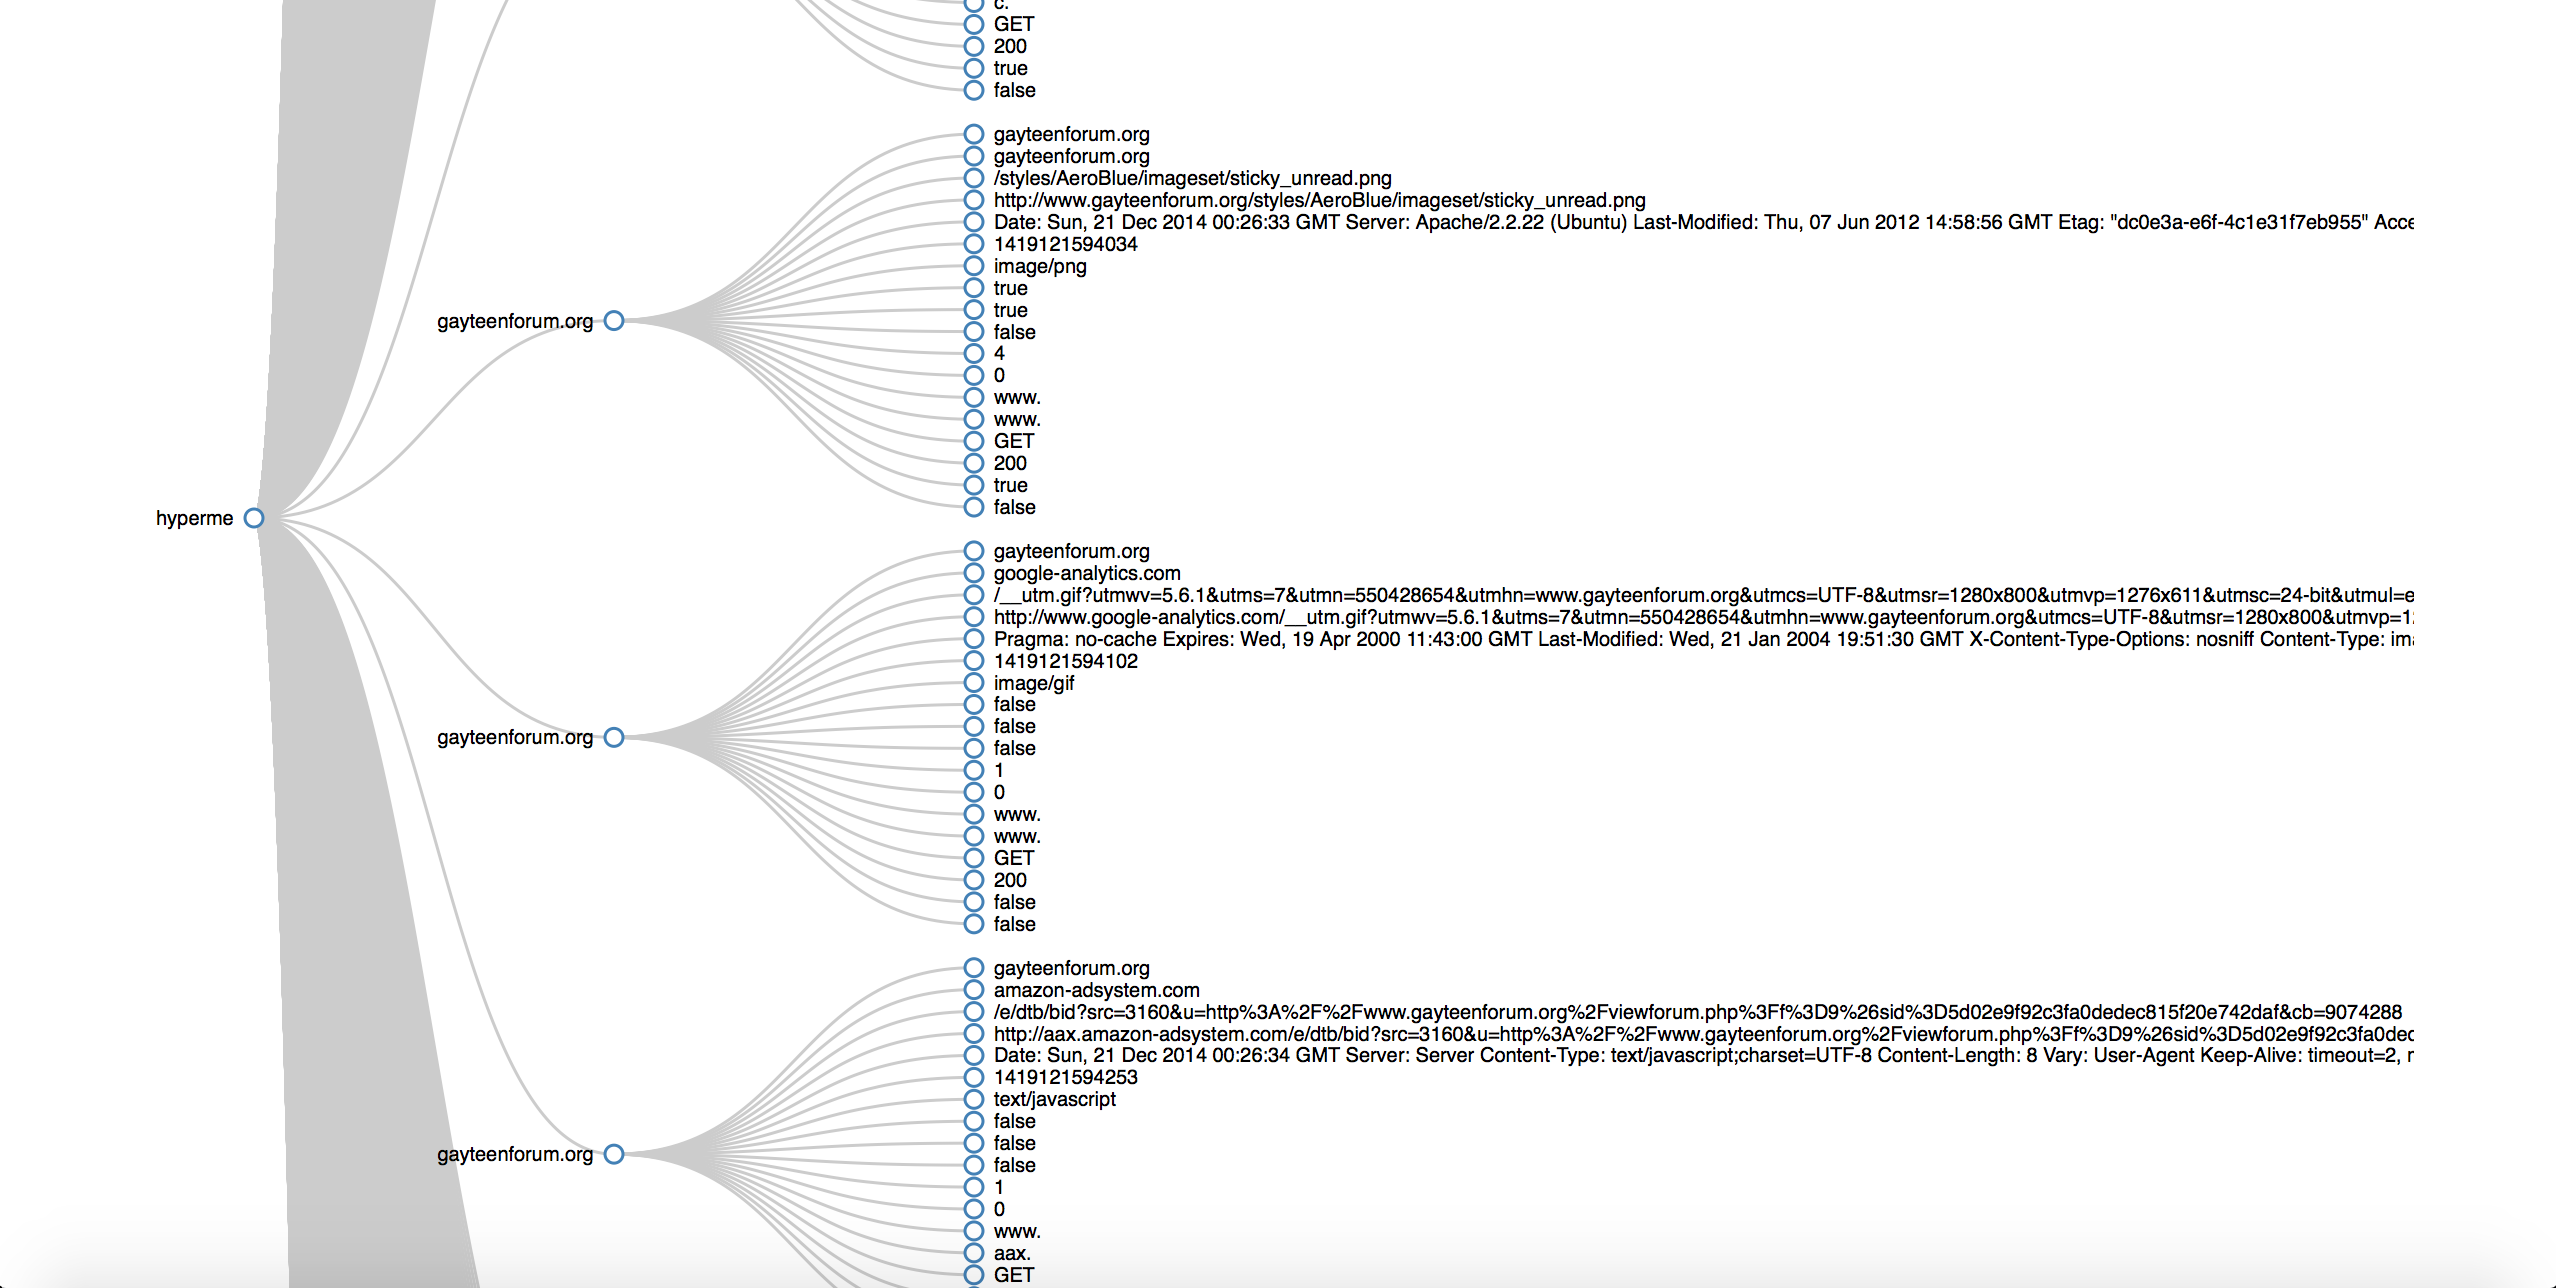 c.
GET
200
true
false
gayteenforum.org
gayteenforum.org
/styles/AeroBlue/imageset/sticky_unread.png
http://www.gayteenforum.org/styles/AeroBlue/imageset/sticky_unread.png
Date: Sun, 21 Dec 2014 00:26:33 GMT Server: Apache/2.2.22 (Ubuntu) Last-Modified: Thu, 07 Jun 2012 14:58:56 GMT Etag: "dc0e3a-e6f-4c1e31f7eb955" Acce
1419121594034
image/png
true
true
gayteenforum.org
false
4
0
www.
www.
GET
200
true
false
hyperme
gayteenforum.org
google-analytics.com
/__utm.gif?utmwv=5.6.1&utms=7&utmn=550428654&utmhn=www.gayteenforum.org&utmcs=UTF-8&utmsr=1280x800&utmvp=1276x611&utmsc=24-bit&utmul=e
http://www.google-analytics.com/__utm.gif?utmwv=5.6.1&utms=7&utmn=550428654&utmhn=www.gayteenforum.org&utmcs=UTF-8&utmsr=1280x800&utmvp=1
Pragma: no-cache Expires: Wed, 19 Apr 2000 11:43:00 GMT Last-Modified: Wed, 21 Jan 2004 19:51:30 GMT X-Content-Type-Options: nosniff Content-Type: im
1419121594102
image/gif
false
false
gayteenforum.org
false
1
0
www.
www.
GET
200
false
false
gayteenforum.org
amazon-adsystem.com
/e/dtb/bid?src=3160&u=http%3A%2F%2Fwww.gayteenforum.org%2Fviewforum.php%3Ff%3D9%26sid%3D5d02e9f92c3fa0dedec815f20e742daf&cb=9074288
http://aax.amazon-adsystem.com/e/dtb/bid?src=3160&u=http%3A%2F%2Fwww.gayteenforum.org%2Fviewforum.php%3Ff%3D9%26sid%3D5d02e9f92c3fa0dec
Date: Sun, 21 Dec 2014 00:26:34 GMT Server: Server Content-Type: text/javascript;charset=UTF-8 Content-Length: 8 Vary: User-Agent Keep-Alive: timeout=2,
1419121594253
text/javascript
false
false
gayteenforum.org
false
1
0
www.
aax.
GET